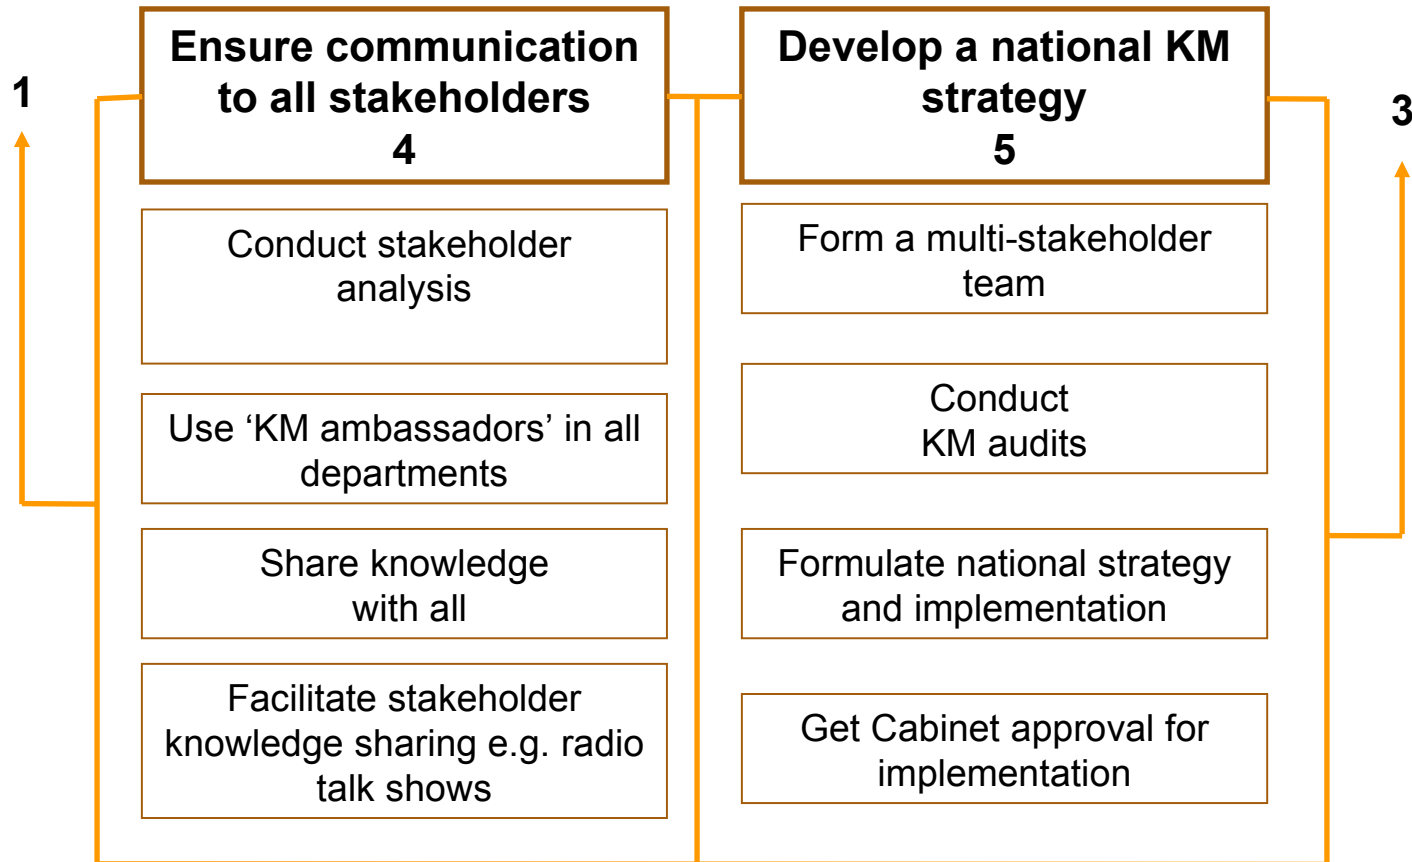 1
Ensure communication
to all stakeholders
4
Conduct stakeholder
analysis
Use ‘KM ambassadors’ in all
departments
Share knowledge
with all
Facilitate stakeholder
knowledge sharing e.g. radio
talk shows
Develop a national KM
strategy
5
Form a multi-stakeholder
team
Conduct
KM audits
Formulate national strategy
and implementation
Get Cabinet approval for
implementation
3